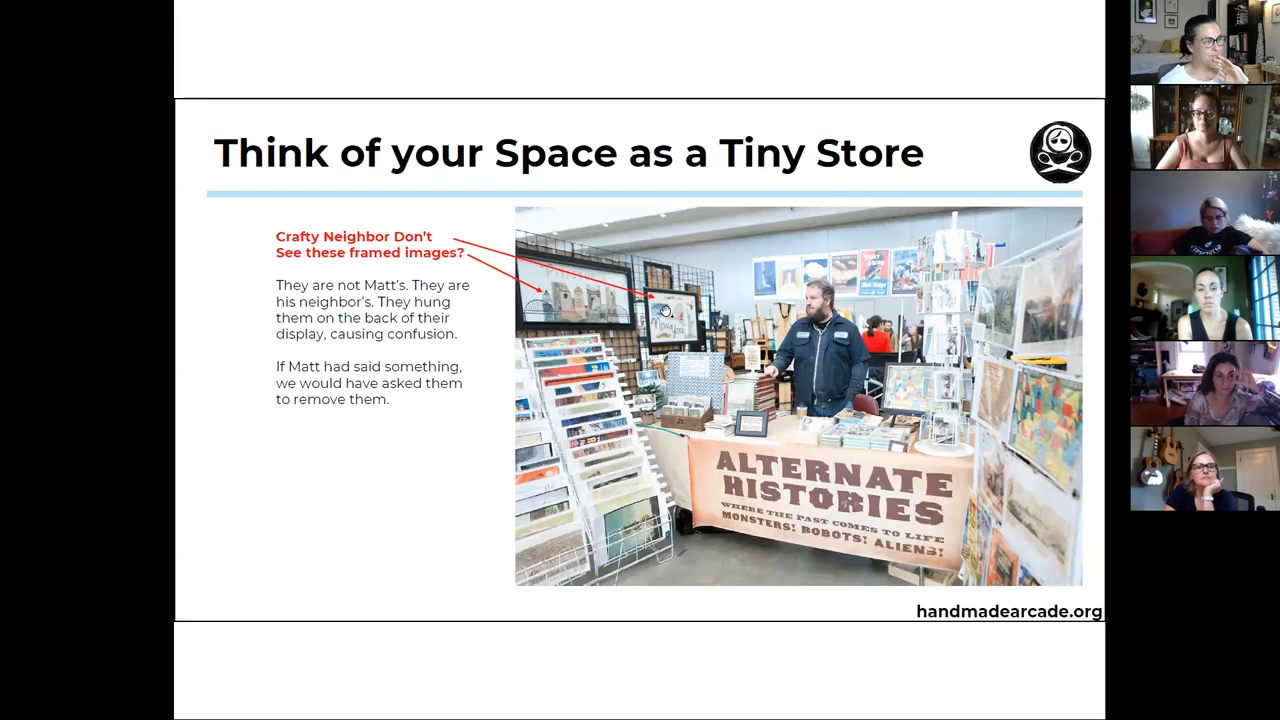 Think of your Space as a Tiny Store
Crafty Neighbor Don't
See these framed images?
They are not Matt's. They are
his neighbor's. They hung
them on the back of their
display, causing confusion.
If Matt had said something,
we would have asked them
to remove them.
ALTERNATE
HISTORIES
WHERE THE PAST COMES TO LIFE
MONSTERS! ROBOTS! ALIENS!
handmadearcade.org